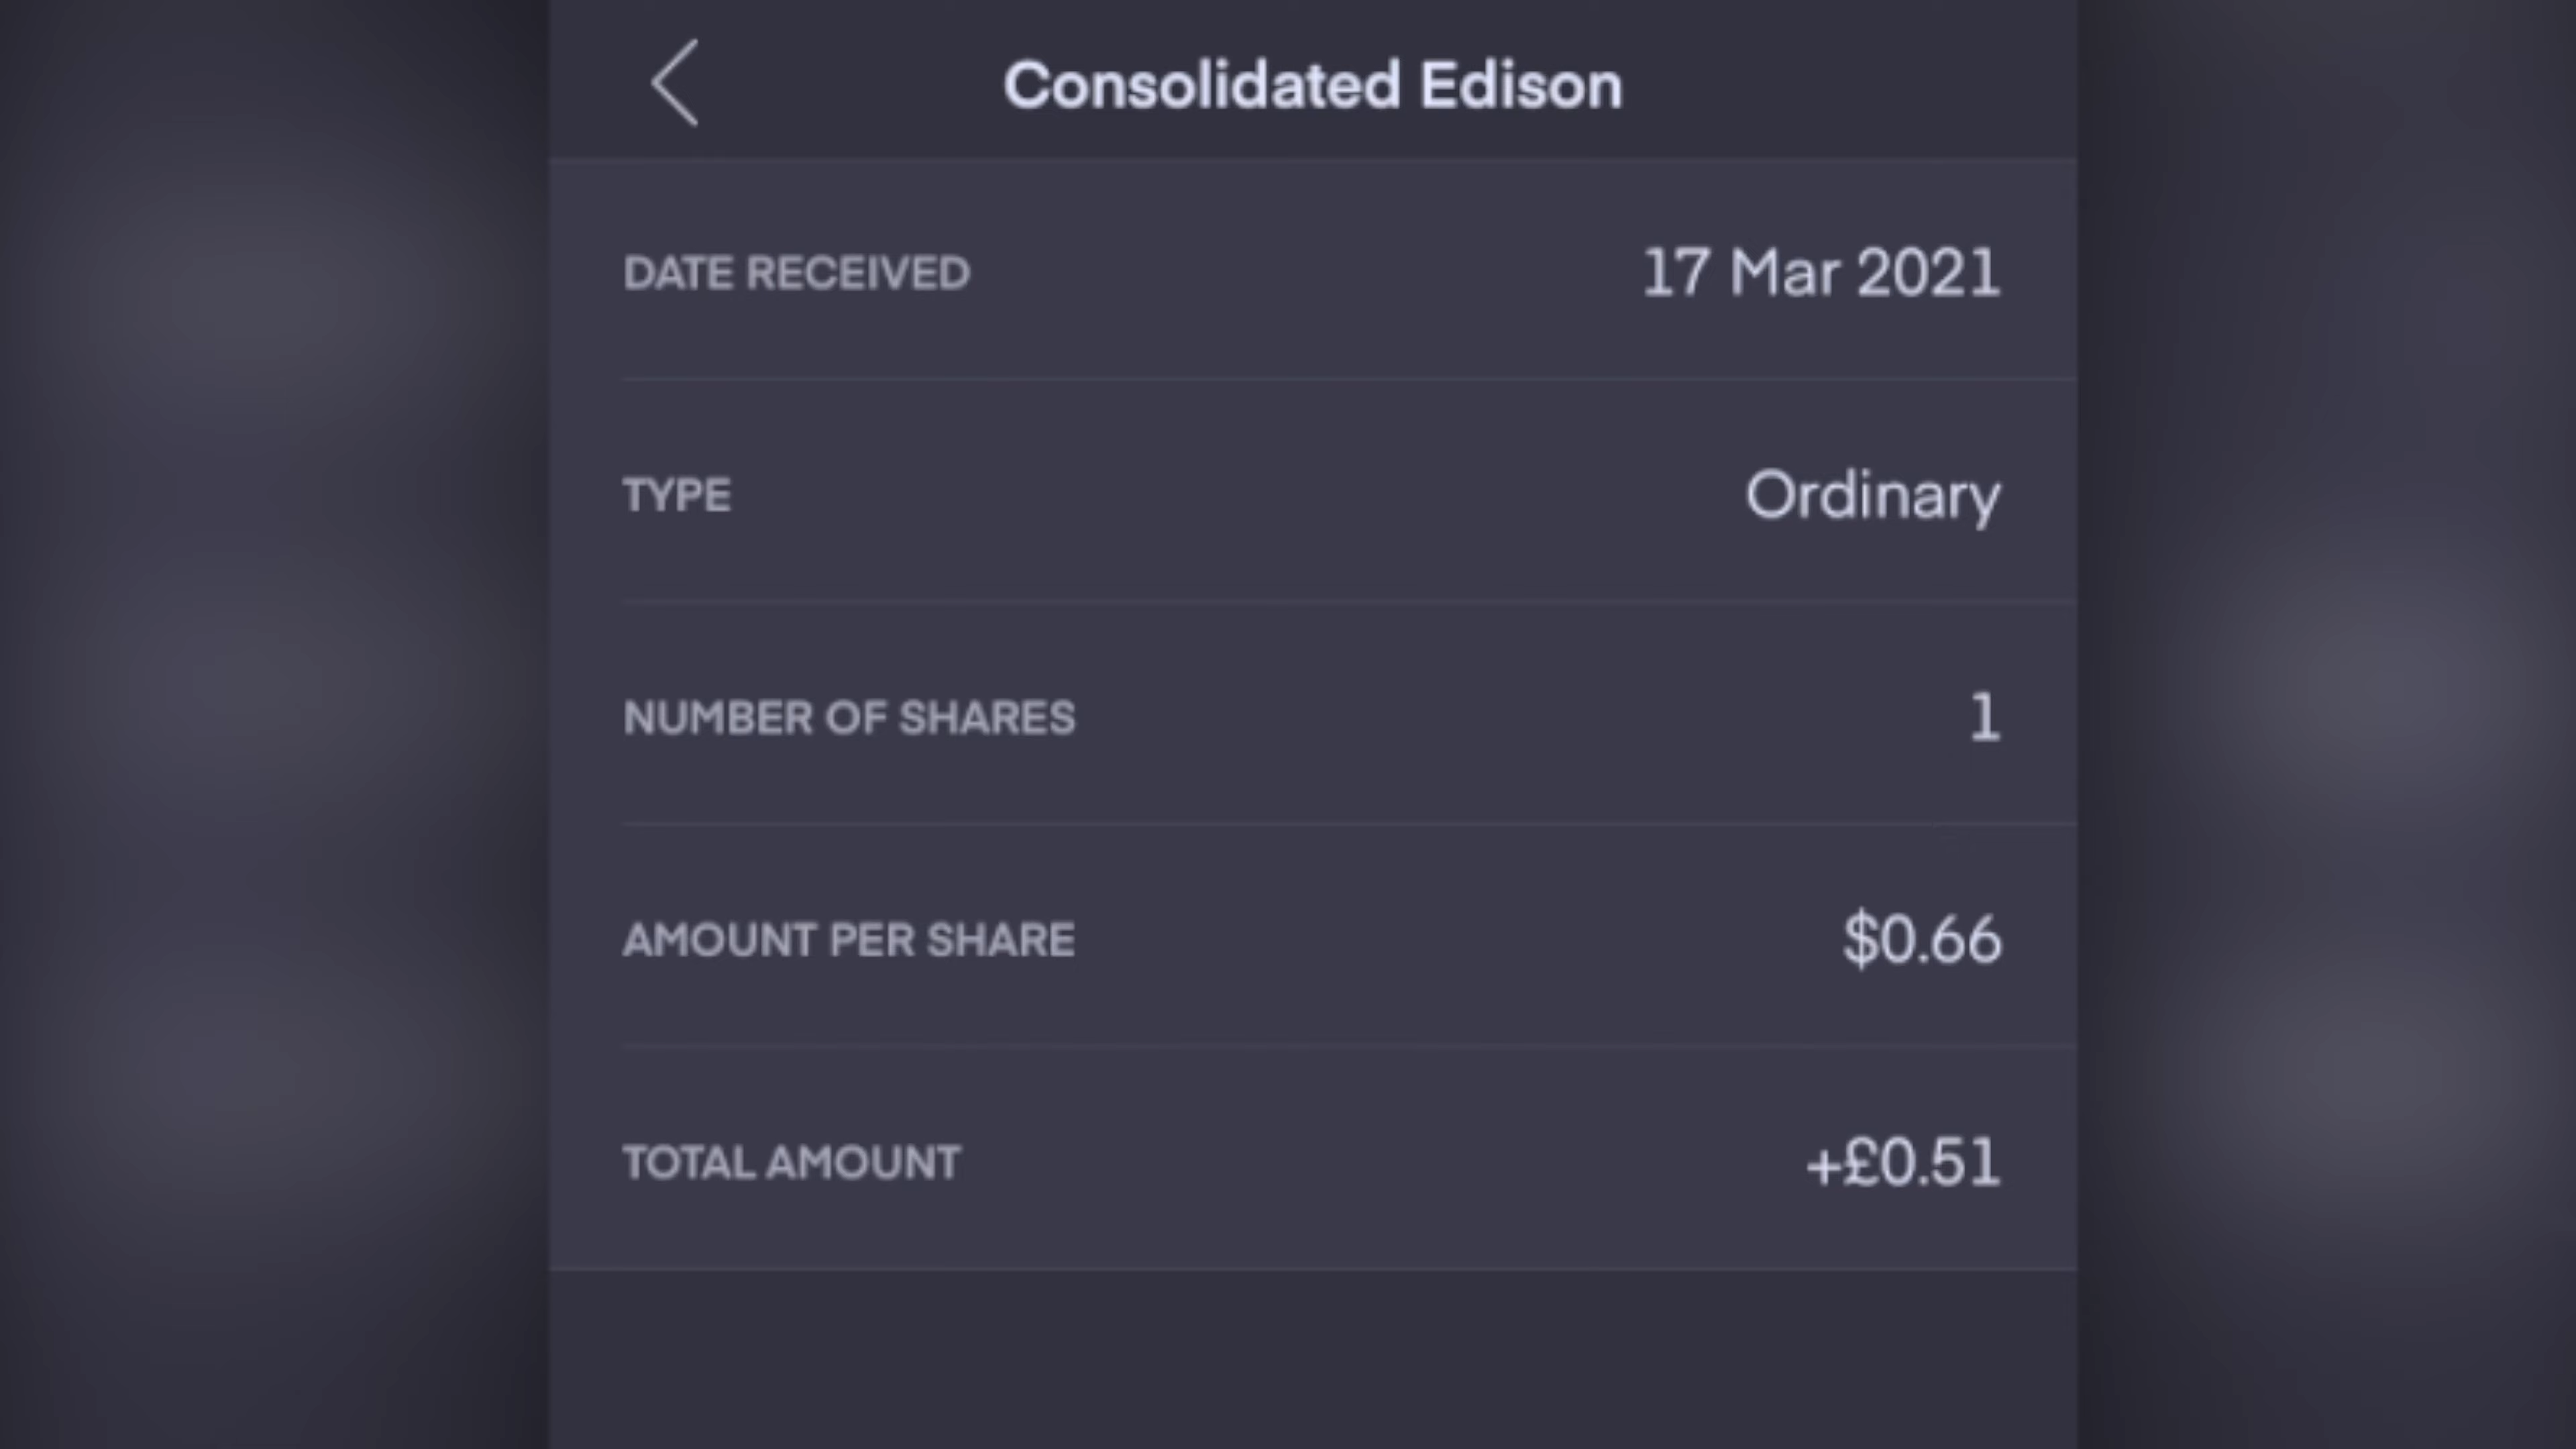 Consolidated Edison
DATE RECEIVED 17 Mar 2021
TYPE Ordinary
NUMBER OF SHARES 1
AMOUNT PER SHARE $0.66
TOTAL AMOUNT +£0.51